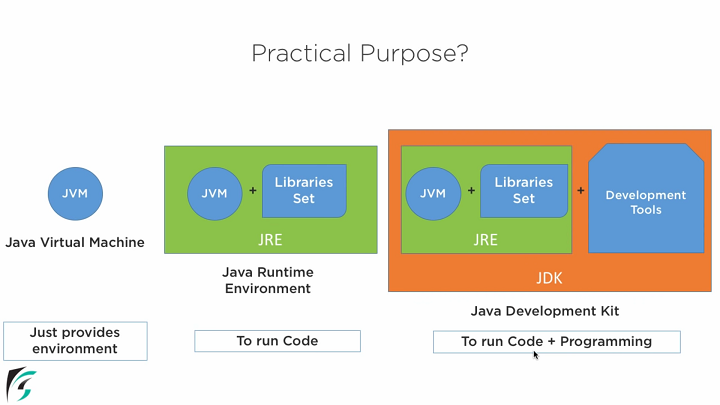 Practical Purpose?
JVM
Java Virtual Machine
Just provides
environment
JVM
+
Libraries
Set
JRE
Java Runtime
Environment
To run Code
JVM
+
Libraries
Set
JRE
+
Development
Tools
JDK
Java Development Kit
To run Code + Programming